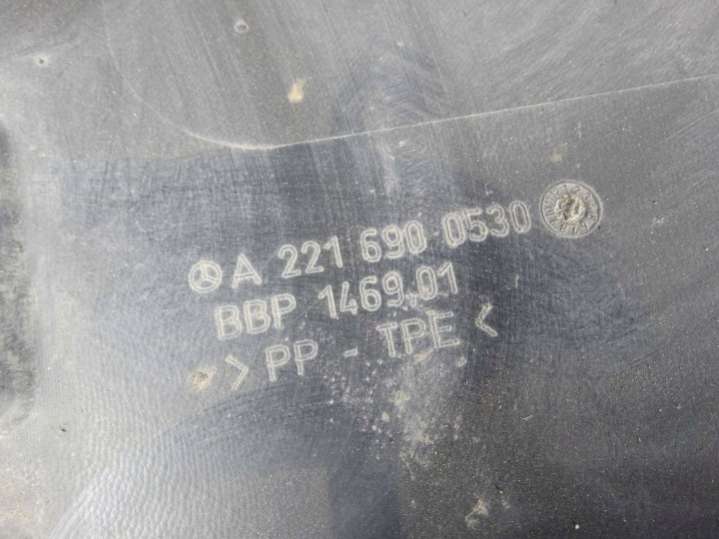 A 221 690 0530
BBP 1469.01
> PP - TPE <